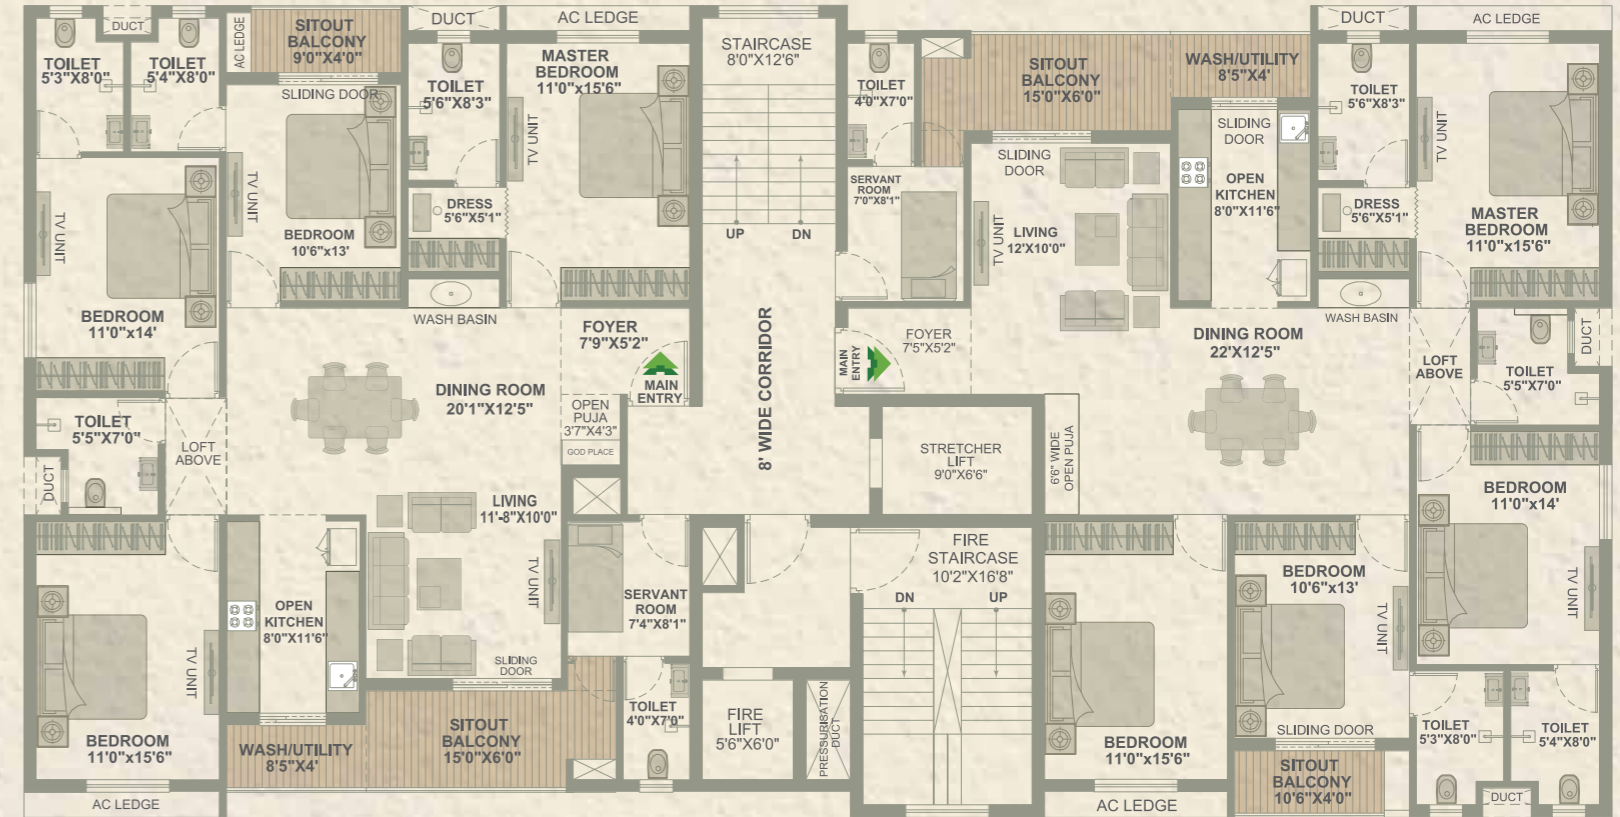 DUCT
TOILET
5'3"X8'0"
TOILET
5'4"X8'0"
AC LEDGE
SITOUT
BALCONY
9'0"X4'0"
SLIDING DOOR
DUCT
TOILET
5'6"X8'3"
AC LEDGE
MASTER
BEDROOM
11'0"x15'6"
TV UNIT
STAIRCASE
8'0"X12'6"
UP
DN
TOILET
4'0"X7'0"
SITOUT
BALCONY
15'0"X6'0"
WASH/UTILITY
8'5"X4'
DUCT
TOILET
5'6"X8'3"
AC LEDGE
TV UNIT
MASTER
BEDROOM
11'0"x15'6"
TV UNIT
BEDROOM
11'0"x14'
TV UNIT
BEDROOM
10'6"x13'
DRESS
5'6"X5'1"
WASH BASIN
SERVANT
ROOM
7'0"X8'1"
SLIDING
DOOR
TV UNIT
LIVING
12'X10'0"
SLIDING
DOOR
OPEN
KITCHEN
8'0"X11'6"
DRESS
5'6"X5'1"
WASH BASIN
FOYER
7'9"X5'2"
MAIN
ENTRY
8' WIDE CORRIDOR
MAIN
ENTRY
FOYER
7'5"X5'2"
DINING ROOM
22'X12'5"
LOFT
ABOVE
DUCT
TOILET
5'5"X7'0"
DINING ROOM
20'1"X12'5"
OPEN
PUJA
3'7"X4'3"
GOD PLACE
TOILET
5'5"X7'0"
DUCT
LOFT
ABOVE
STRETCHER
LIFT
9'0"X6'6"
6'6" WIDE
OPEN PUJA
BEDROOM
11'0"x14'
TV UNIT
LIVING
11'-8"X10'0"
TV UNIT
OPEN
KITCHEN
8'0"X11'6"
SLIDING
DOOR
SERVANT
ROOM
7'4"X8'1"
FIRE
STAIRCASE
10'2"X16'8"
DN
UP
BEDROOM
10'6"x13'
TV UNIT
SLIDING DOOR
TV UNIT
BEDROOM
11'0"x15'6"
AC LEDGE
WASH/UTILITY
8'5"X4'
SITOUT
BALCONY
15'0"X6'0"
TOILET
4'0"X7'0"
FIRE
LIFT
5'6"X6'0"
PRESSURISATION
DUCT
BEDROOM
11'0"x15'6"
AC LEDGE
SITOUT
BALCONY
10'6"X4'0"
TOILET
5'3"X8'0"
TOILET
5'4"X8'0"
DUCT